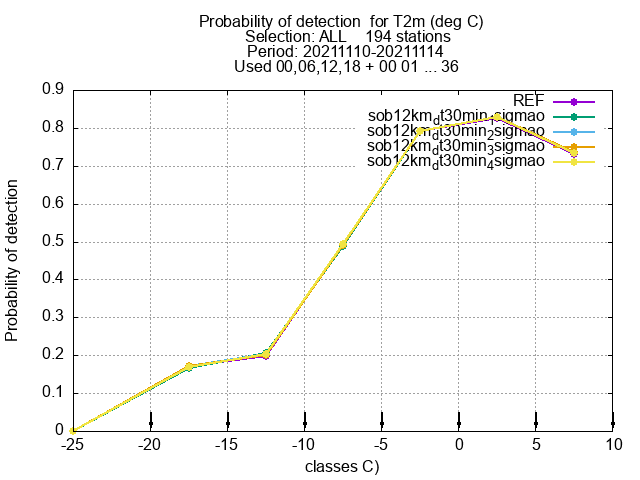 Probability of detection  for T2m (deg C)
Selection: ALL    194 stations
Period: 20211110-20211114
Used 00,06,12,18 + 00 01 ... 36
REF
sob12km_dt30min_1sigmao
sob12km_dt30min_2sigmao
sob12km_dt30min_3sigmao
sob12km_dt30min_4sigmao
Probability of detection
0.9
0.8
0.7
0.6
0.5
0.4
0.3
0.2
0.1
0
-25 -20 -15 -10 -5 0 5 10
classes C)